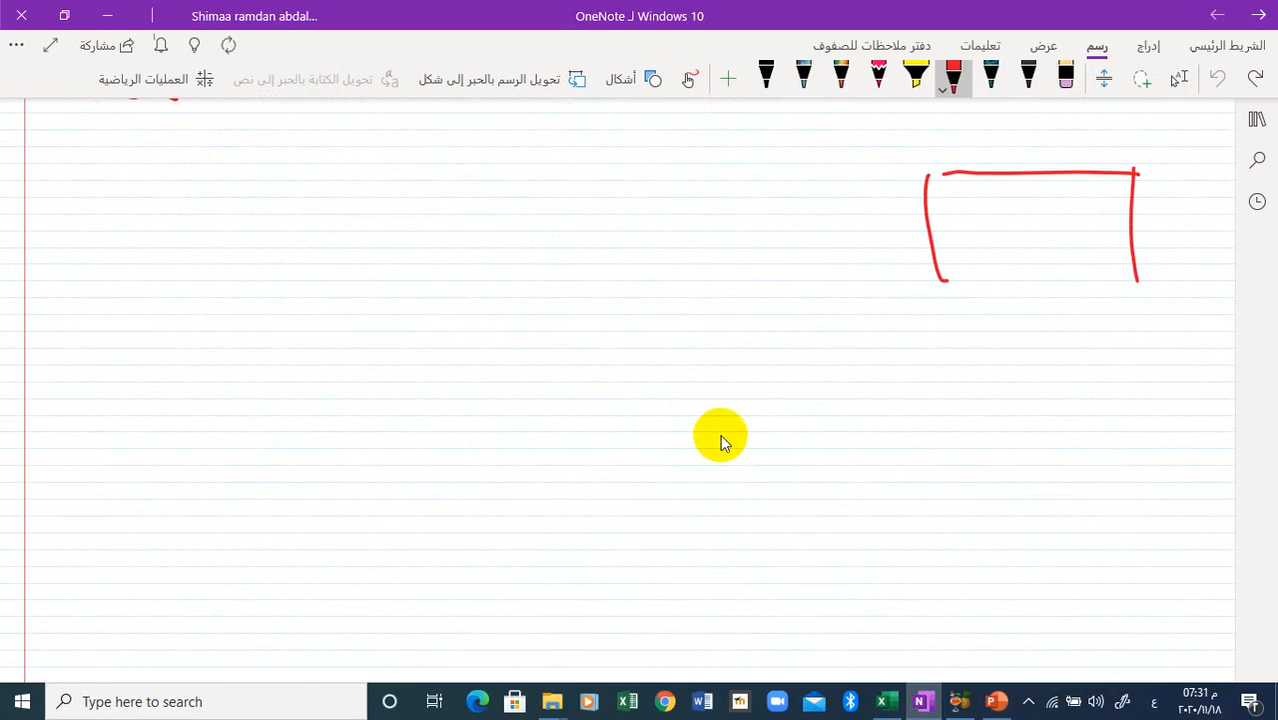 Shimaa ramdan abdal...
OneNote لـ Windows 10
الشريط الرئيسي
إدراج
رسم
عرض
تعليمات
دفتر ملاحظات للصفوف
مشاركة
أشكال
تحويل الرسم بالحبر إلى شكل
تحويل الكتابة بالحبر إلى نص
العمليات الرياضية
Type here to search
ع
07:31 م
٢٠٢٠/١١/١٨